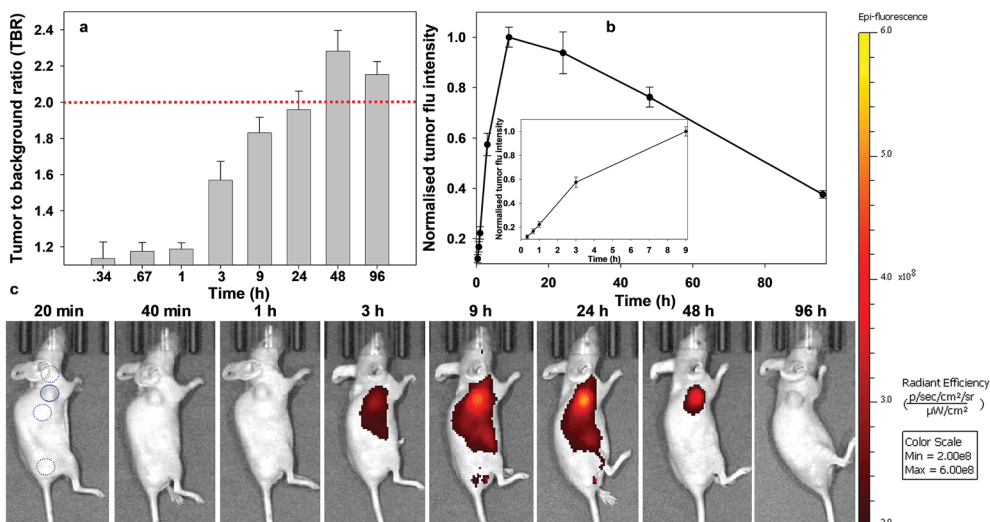 a
Tumor to background ratio (TBR)
2.4
2.2
2.0
1.8
1.6
1.4
1.2
.34 .67 1 3 9 24 48 96
Time (h)
b
Normalised tumor flu intensity
1.0
0.8
0.6
0.4
0.2
0 20 40 60 80
Time (h)
Normalised tumor flu intensity
1.0
0.8
0.6
0.4
0.2
0 1 3 5 7 9
Time (h)
c
20 min 40 min 1 h 3 h 9 h 24 h 48 h 96 h
Epi-fluorescence
6.0
5.0
4.0 x10⁸
3.0
2.0
Radiant Efficiency
(p/sec/cm²/sr
µW/cm²)
Color Scale
Min = 2.00e8
Max = 6.00e8